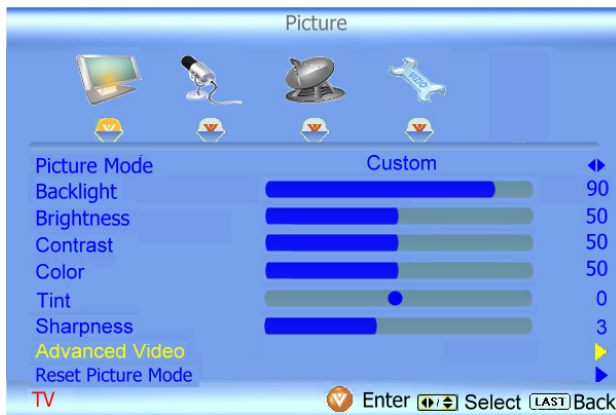 Picture
VIZIO
Picture Mode Custom
Backlight 90
Brightness 50
Contrast 50
Color 50
Tint 0
Sharpness 3
Advanced Video
Reset Picture Mode
TV Enter Select LAST Back